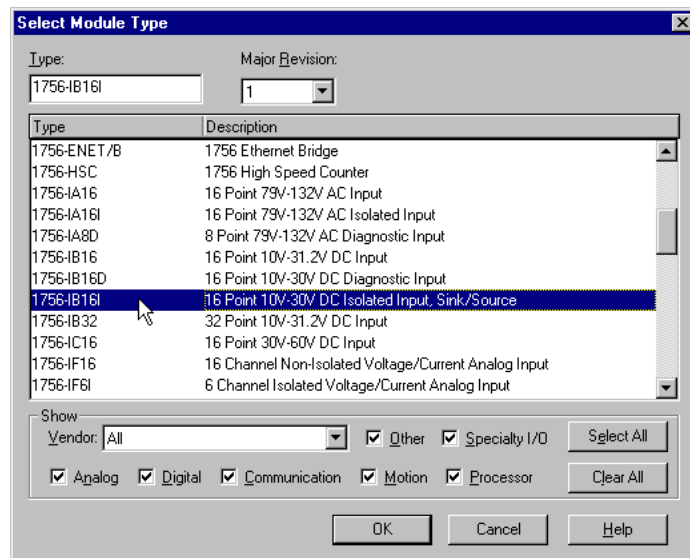 Select Module Type
Type: Major Revision:
1756-IB16I 1
Type Description
1756-ENET/B 1756 Ethernet Bridge
1756-HSC 1756 High Speed Counter
1756-IA16 16 Point 79V-132V AC Input
1756-IA16I 16 Point 79V-132V AC Isolated Input
1756-IA8D 8 Point 79V-132V AC Diagnostic Input
1756-IB16 16 Point 10V-31.2V DC Input
1756-IB16D 16 Point 10V-30V DC Diagnostic Input
1756-IB16I 16 Point 10V-30V DC Isolated Input, Sink/Source
1756-IB32 32 Point 10V-31.2V DC Input
1756-IC16 16 Point 30V-60V DC Input
1756-IF16 16 Channel Non-Isolated Voltage/Current Analog Input
1756-IF6I 6 Channel Isolated Voltage/Current Analog Input
Show
Vendor: All Other Specialty I/O Select All
Analog Digital Communication Motion Processor Clear All
OK Cancel Help